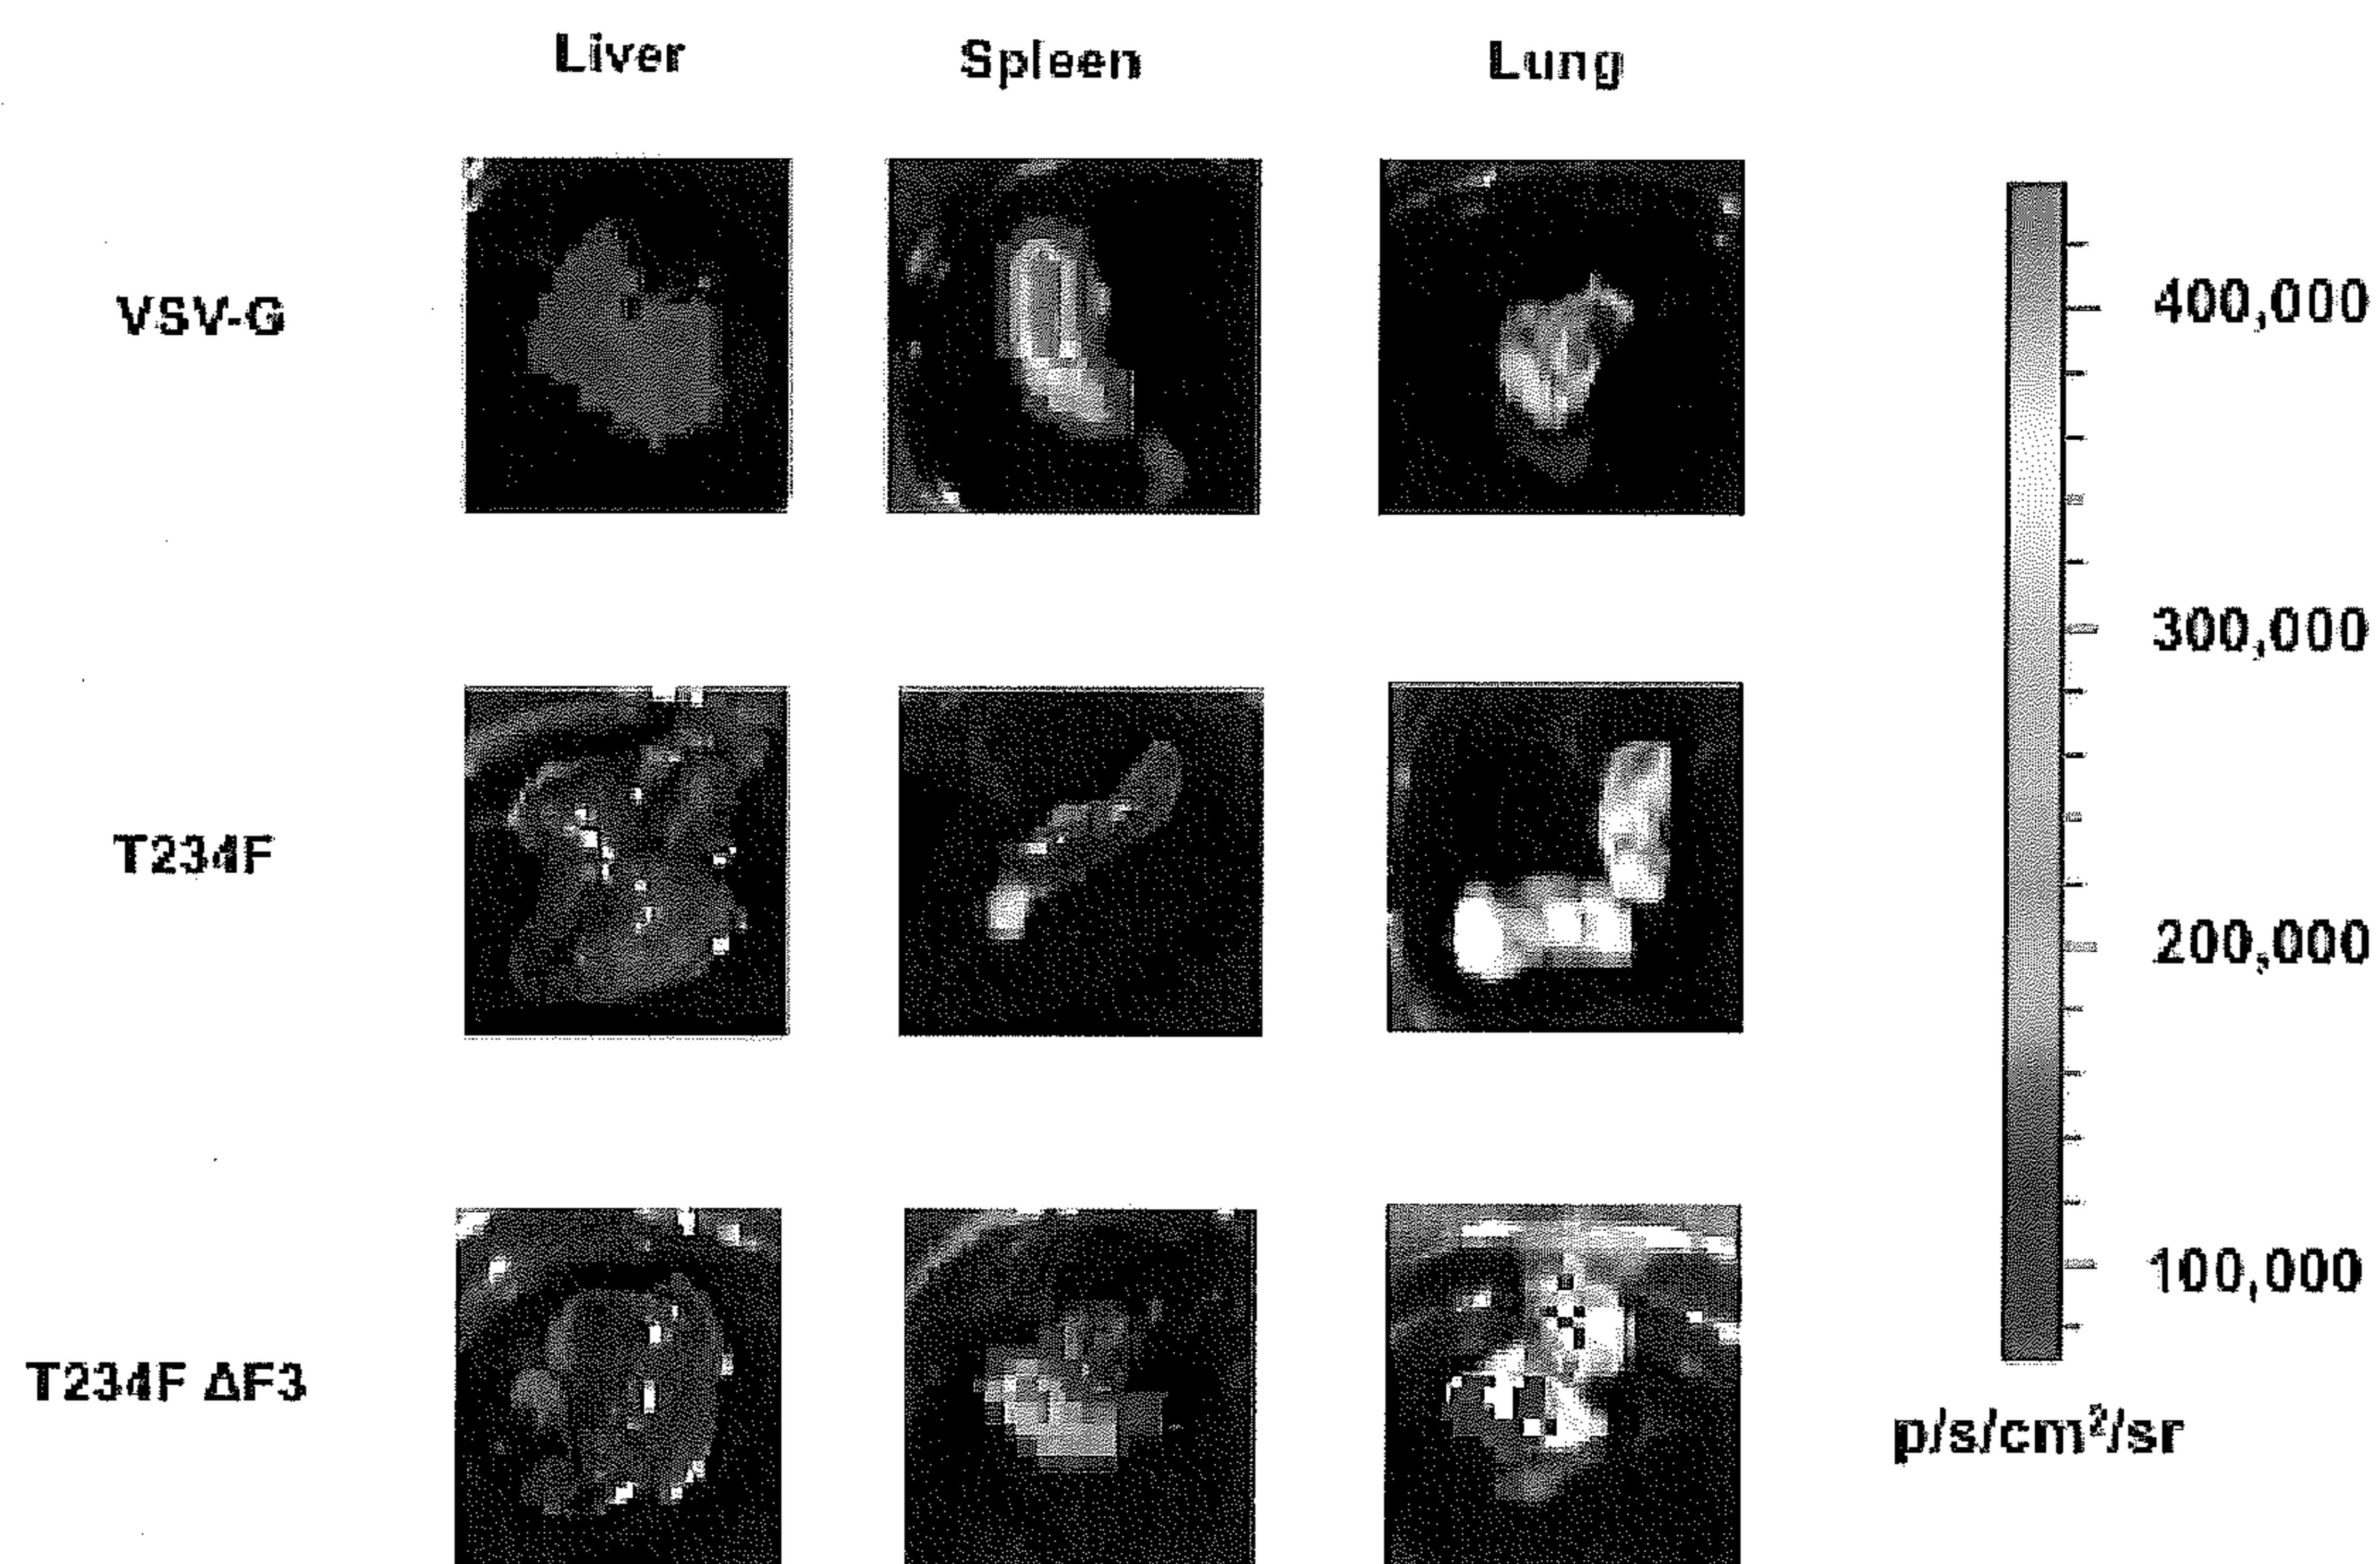 Liver Spleen Lung
VSV-G
400,000
300,000
T234F
200,000
100,000
T234F ΔF3
p/s/cm²/sr